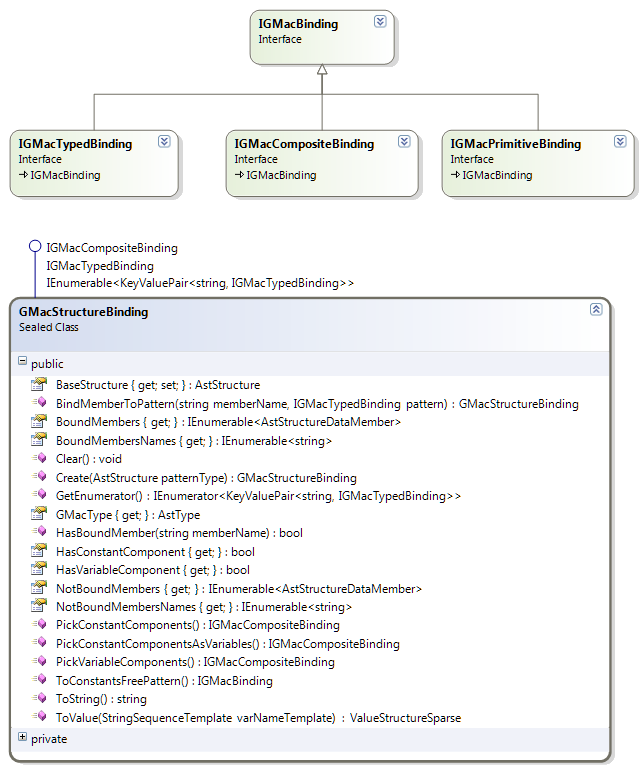 IGMacBinding
Interface
IGMacTypedBinding
Interface
IGMacBinding
IGMacCompositeBinding
Interface
IGMacBinding
IGMacPrimitiveBinding
Interface
IGMacBinding
IGMacCompositeBinding
IGMacTypedBinding
IEnumerable<KeyValuePair<string, IGMacTypedBinding>>
GMacStructureBinding
Sealed Class
public
BaseStructure { get; set; } : AstStructure
BindMemberToPattern(string memberName, IGMacTypedBinding pattern) : GMacStructureBinding
BoundMembers { get; } : IEnumerable<AstStructureDataMember>
BoundMembersNames { get; } : IEnumerable<string>
Clear() : void
Create(AstStructure patternType) : GMacStructureBinding
GetEnumerator() : IEnumerator<KeyValuePair<string, IGMacTypedBinding>>
GMacType { get; } : AstType
HasBoundMember(string memberName) : bool
HasConstantComponent { get; } : bool
HasVariableComponent { get; } : bool
NotBoundMembers { get; } : IEnumerable<AstStructureDataMember>
NotBoundMembersNames { get; } : IEnumerable<string>
PickConstantComponents() : IGMacCompositeBinding
PickConstantComponentsAsVariables() : IGMacCompositeBinding
PickVariableComponents() : IGMacCompositeBinding
ToConstantsFreePattern() : IGMacBinding
ToString() : string
ToValue(StringSequenceTemplate varNameTemplate) : ValueStructureSparse
private